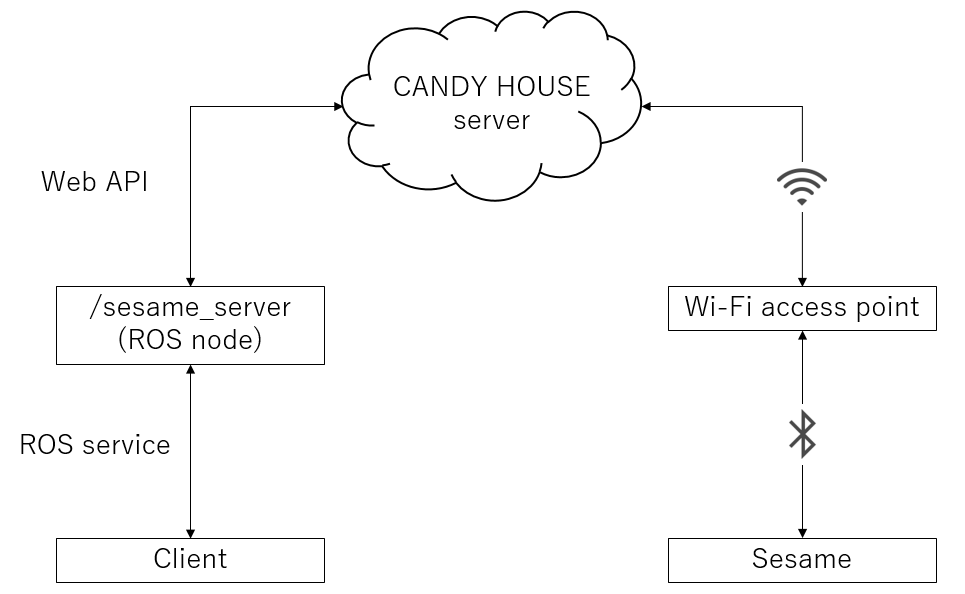 CANDY HOUSE
server
Web API
/sesame_server
(ROS node)
Wi-Fi access point
ROS service
Client
Sesame